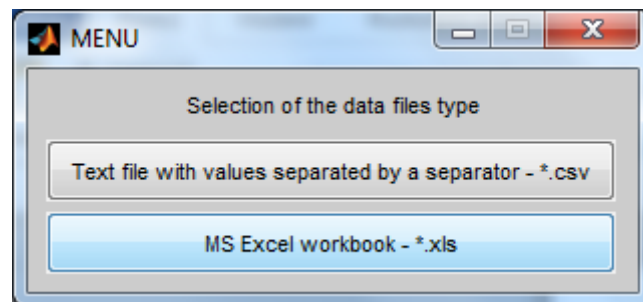 MENU
Selection of the data files type
Text file with values separated by a separator - *.csv
MS Excel workbook - *.xls